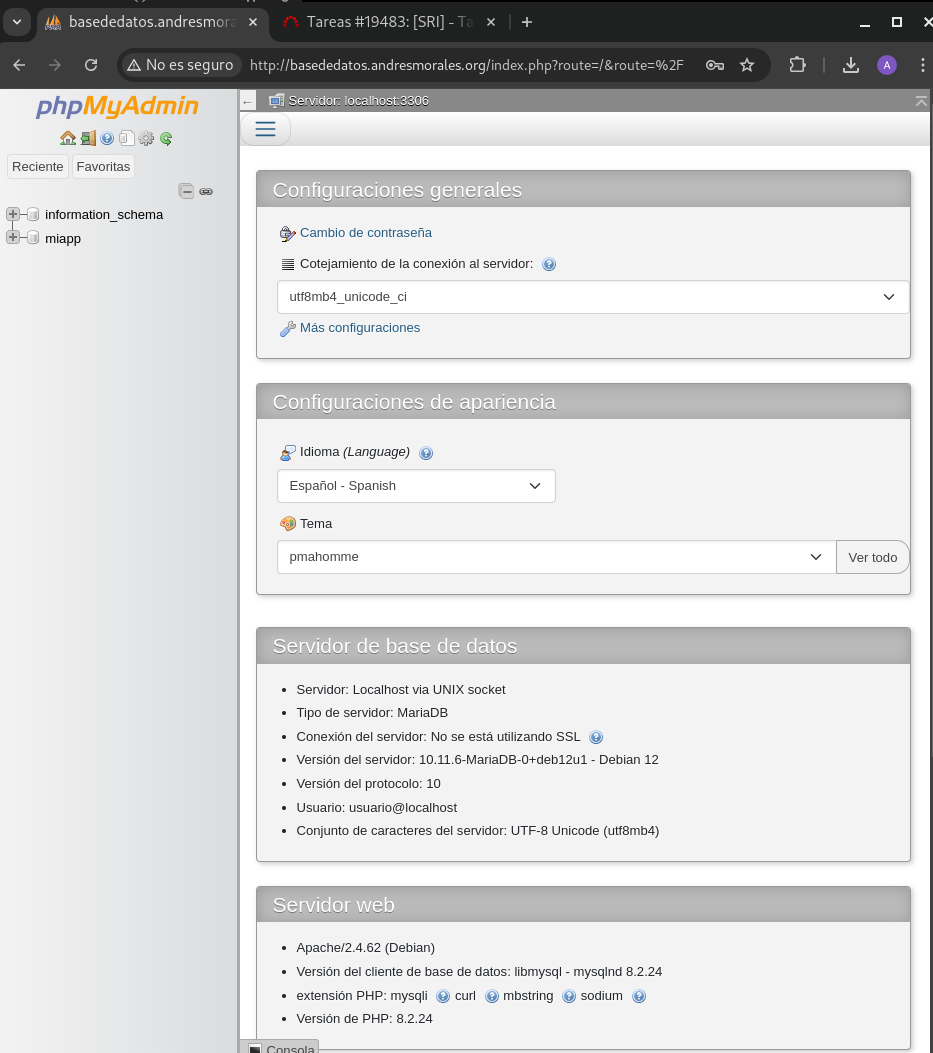 basededatos.andresmora
Tareas #19483: [SRI] - Ta
No es seguro
http://basededatos.andresmorales.org/index.php?route=/&route=%2F
A
phpMyAdmin
Reciente
Favoritas
information_schema
miapp
Servidor: localhost:3306
Configuraciones generales
Cambio de contraseña
Cotejamiento de la conexión al servidor:
utf8mb4_unicode_ci
Más configuraciones
Configuraciones de apariencia
Idioma (Language)
Español - Spanish
Tema
pmahomme
Ver todo
Servidor de base de datos
Servidor: Localhost via UNIX socket
Tipo de servidor: MariaDB
Conexión del servidor: No se está utilizando SSL
Versión del servidor: 10.11.6-MariaDB-0+deb12u1 - Debian 12
Versión del protocolo: 10
Usuario: usuario@localhost
Conjunto de caracteres del servidor: UTF-8 Unicode (utf8mb4)
Servidor web
Apache/2.4.62 (Debian)
Versión del cliente de base de datos: libmysql - mysqlnd 8.2.24
extensión PHP: mysqli curl mbstring sodium
Versión de PHP: 8.2.24
Consola